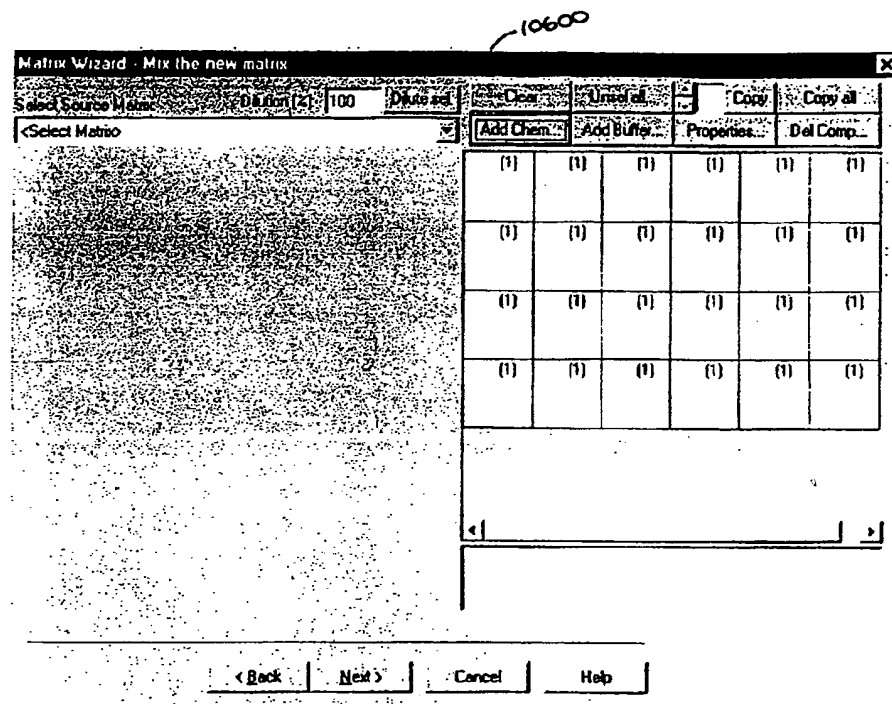 10600
Matrix Wizard - Mix the new matrix
Select Source Matrix Dilution [%] 100 Dilute sel Clear Unsel all Copy Copy all
<Select Matrix> Add Chem... Add Buffer... Properties... Del Comp...
(1) (1) (1) (1) (1) (1)
(1) (1) (1) (1) (1) (1)
(1) (1) (1) (1) (1) (1)
(1) (1) (1) (1) (1) (1)
< Back Next > Cancel Help